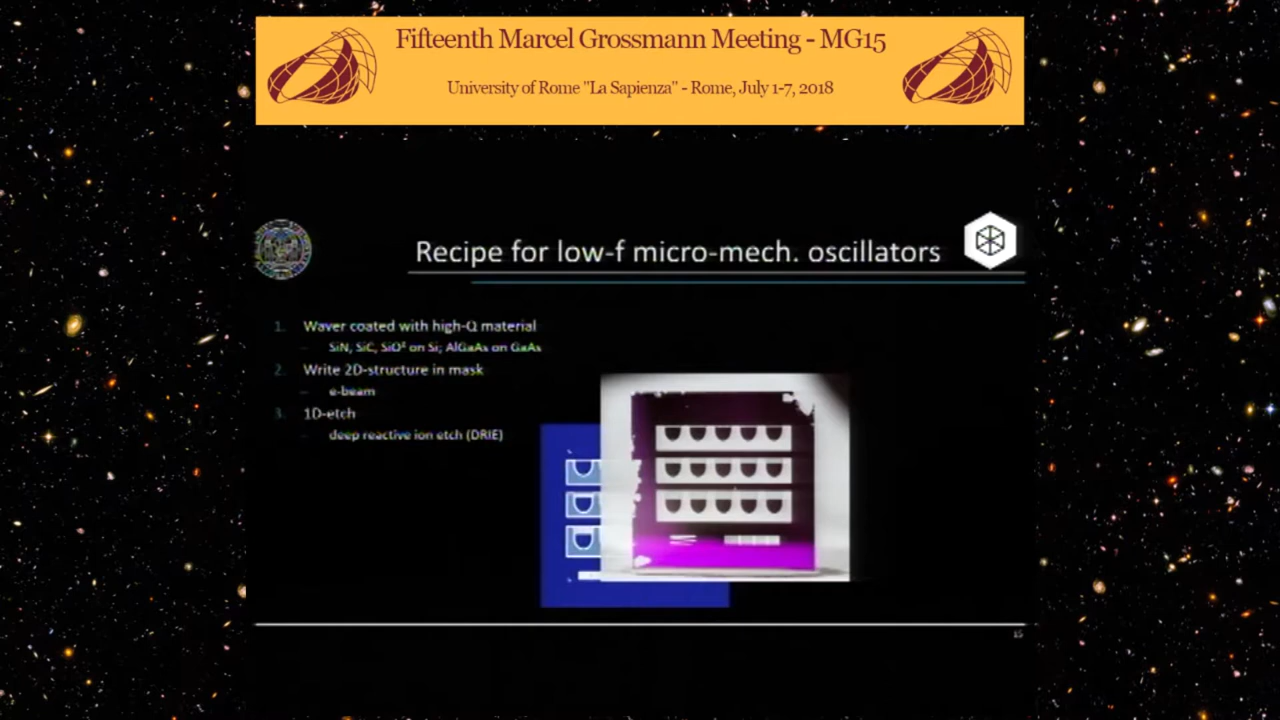 Fifteenth Marcel Grossmann Meeting - MG15
University of Rome "La Sapienza" - Rome, July 1-7, 2018
Recipe for low-f micro-mech. oscillators
1. Waver coated with high-Q material
– SiN, SiC, SiO² on Si; AlGaAs on GaAs
2. Write 2D-structure in mask
– e-beam
3. 1D-etch
– deep reactive ion etch (DRIE)
15